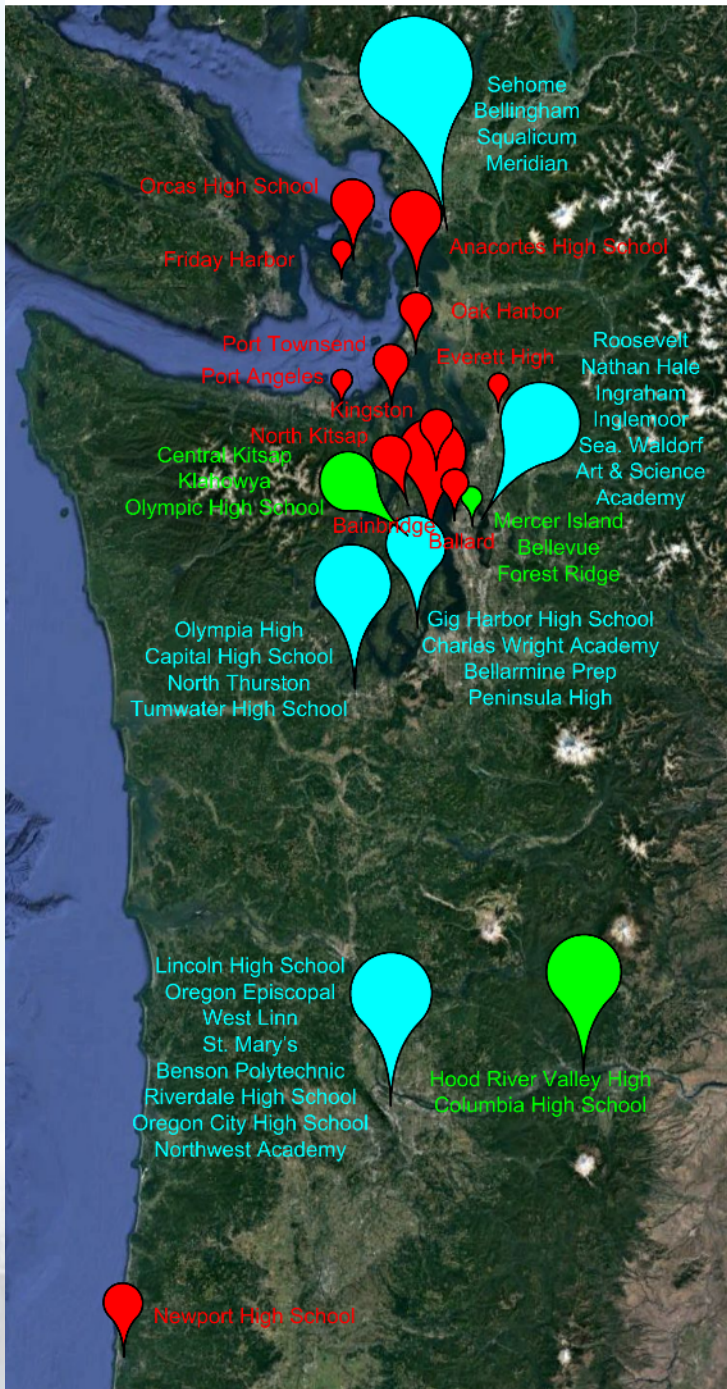 Sehome
Bellingham
Squalicum
Meridian
Orcas High School
Anacortes High School
Friday Harbor
Oak Harbor
Port Townsend
Everett High
Port Angeles
Kingston
North Kitsap
Roosevelt
Nathan Hale
Ingraham
Inglemoor
Sea. Waldorf
Art & Science
Academy
Central Kitsap
Klahowya
Olympic High School
Bainbridge
Ballard
Mercer Island
Bellevue
Forest Ridge
Olympia High
Capital High School
North Thurston
Tumwater High School
Gig Harbor High School
Charles Wright Academy
Bellarmine Prep
Peninsula High
Lincoln High School
Oregon Episcopal
West Linn
St. Mary's
Benson Polytechnic
Riverdale High School
Oregon City High School
Northwest Academy
Hood River Valley High
Columbia High School
Newport High School